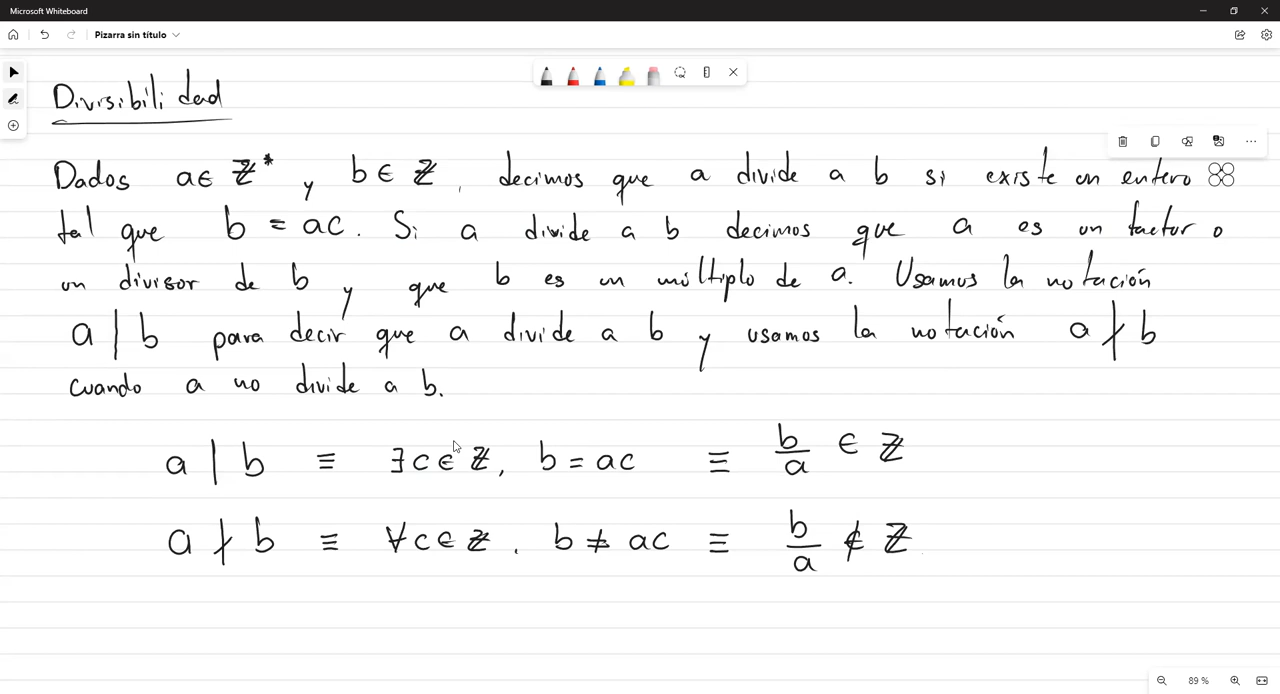 Microsoft Whiteboard
Pizarra sin título
Divisibilidad
Dados a ∈ ℤ* y b ∈ ℤ, decimos que a divide a b si existe un entero
tal que b = ac. Si a divide a b decimos que a es un factor o
un divisor de b y que b es un múltiplo de a. Usamos la notación
a | b para decir que a divide a b y usamos la notación a ∤ b
cuando a no divide a b.
a | b ≡ ∃c ∈ ℤ, b = ac ≡ b/a ∈ ℤ
a ∤ b ≡ ∀c ∈ ℤ, b ≠ ac ≡ b/a ∉ ℤ
89 %